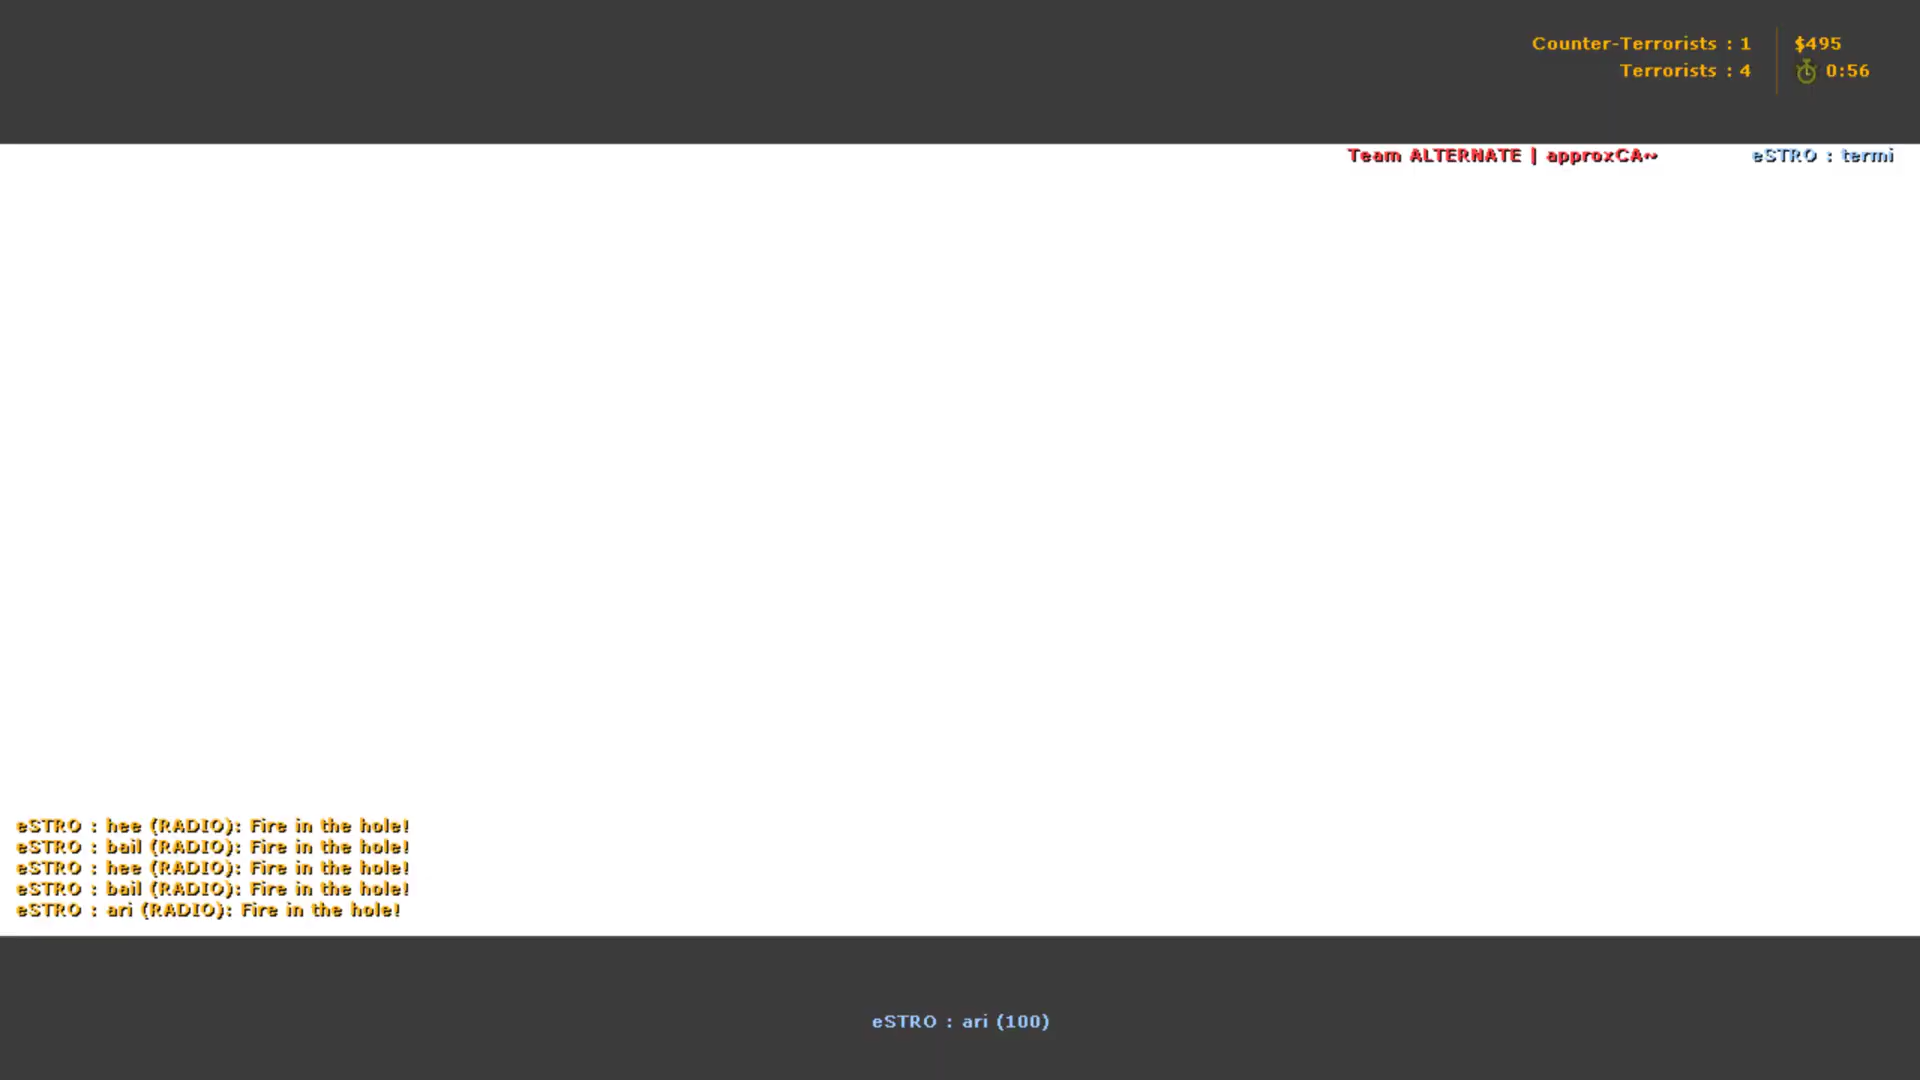 Counter-Terrorists : 1
$495
Terrorists : 4
0:56
Team ALTERNATE | approxCA~ eSTRO : termi
eSTRO : hee (RADIO): Fire in the hole!
eSTRO : bail (RADIO): Fire in the hole!
eSTRO : hee (RADIO): Fire in the hole!
eSTRO : bail (RADIO): Fire in the hole!
eSTRO : ari (RADIO): Fire in the hole!
eSTRO : ari (100)